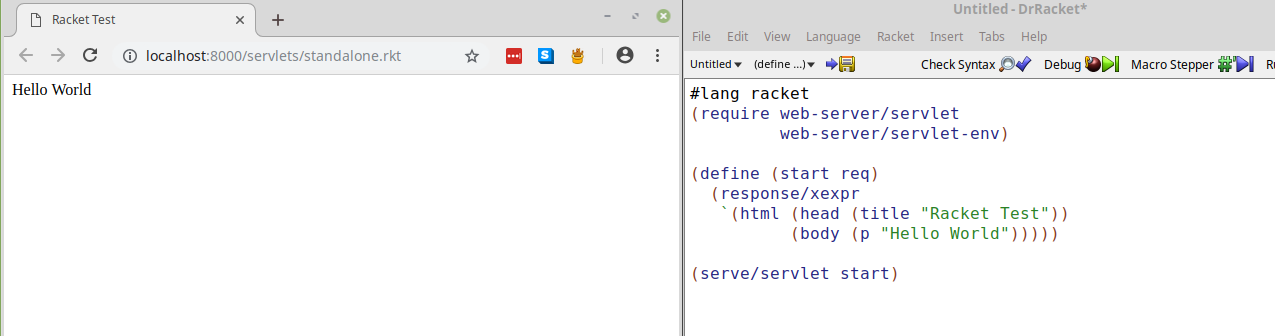 Racket Test
localhost:8000/servlets/standalone.rkt
Hello World
Untitled - DrRacket*
File Edit View Language Racket Insert Tabs Help
Untitled (define ...) Check Syntax Debug Macro Stepper
#lang racket
(require web-server/servlet
         web-server/servlet-env)
(define (start req)
  (response/xexpr
   `(html (head (title "Racket Test"))
          (body (p "Hello World")))))
(serve/servlet start)